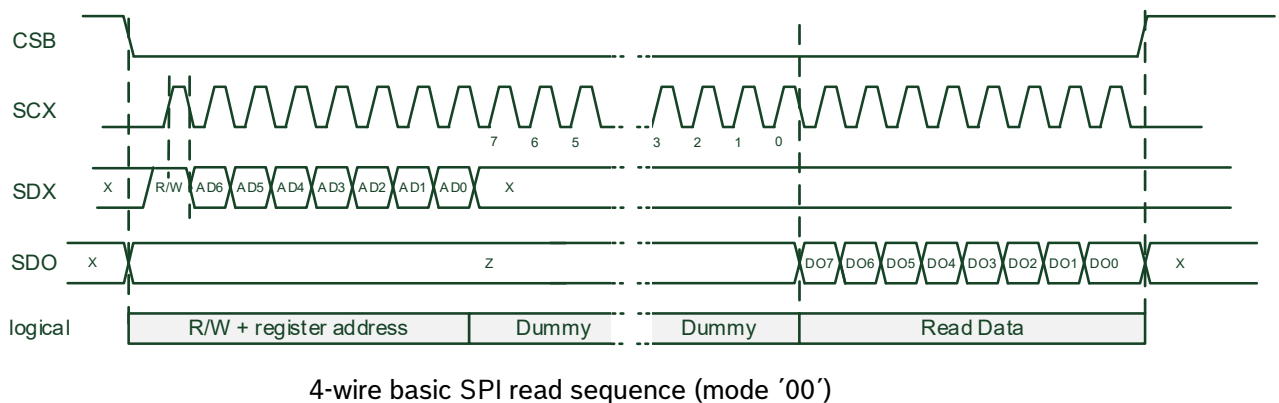 CSB
SCX
7 6 5 3 2 1 0
SDX X R/W AD6 AD5 AD4 AD3 AD2 AD1 AD0 X
SDO X Z DO7 DO6 DO5 DO4 DO3 DO2 DO1 DO0 X
logical R/W + register address Dummy Dummy Read Data
4-wire basic SPI read sequence (mode ´00′)